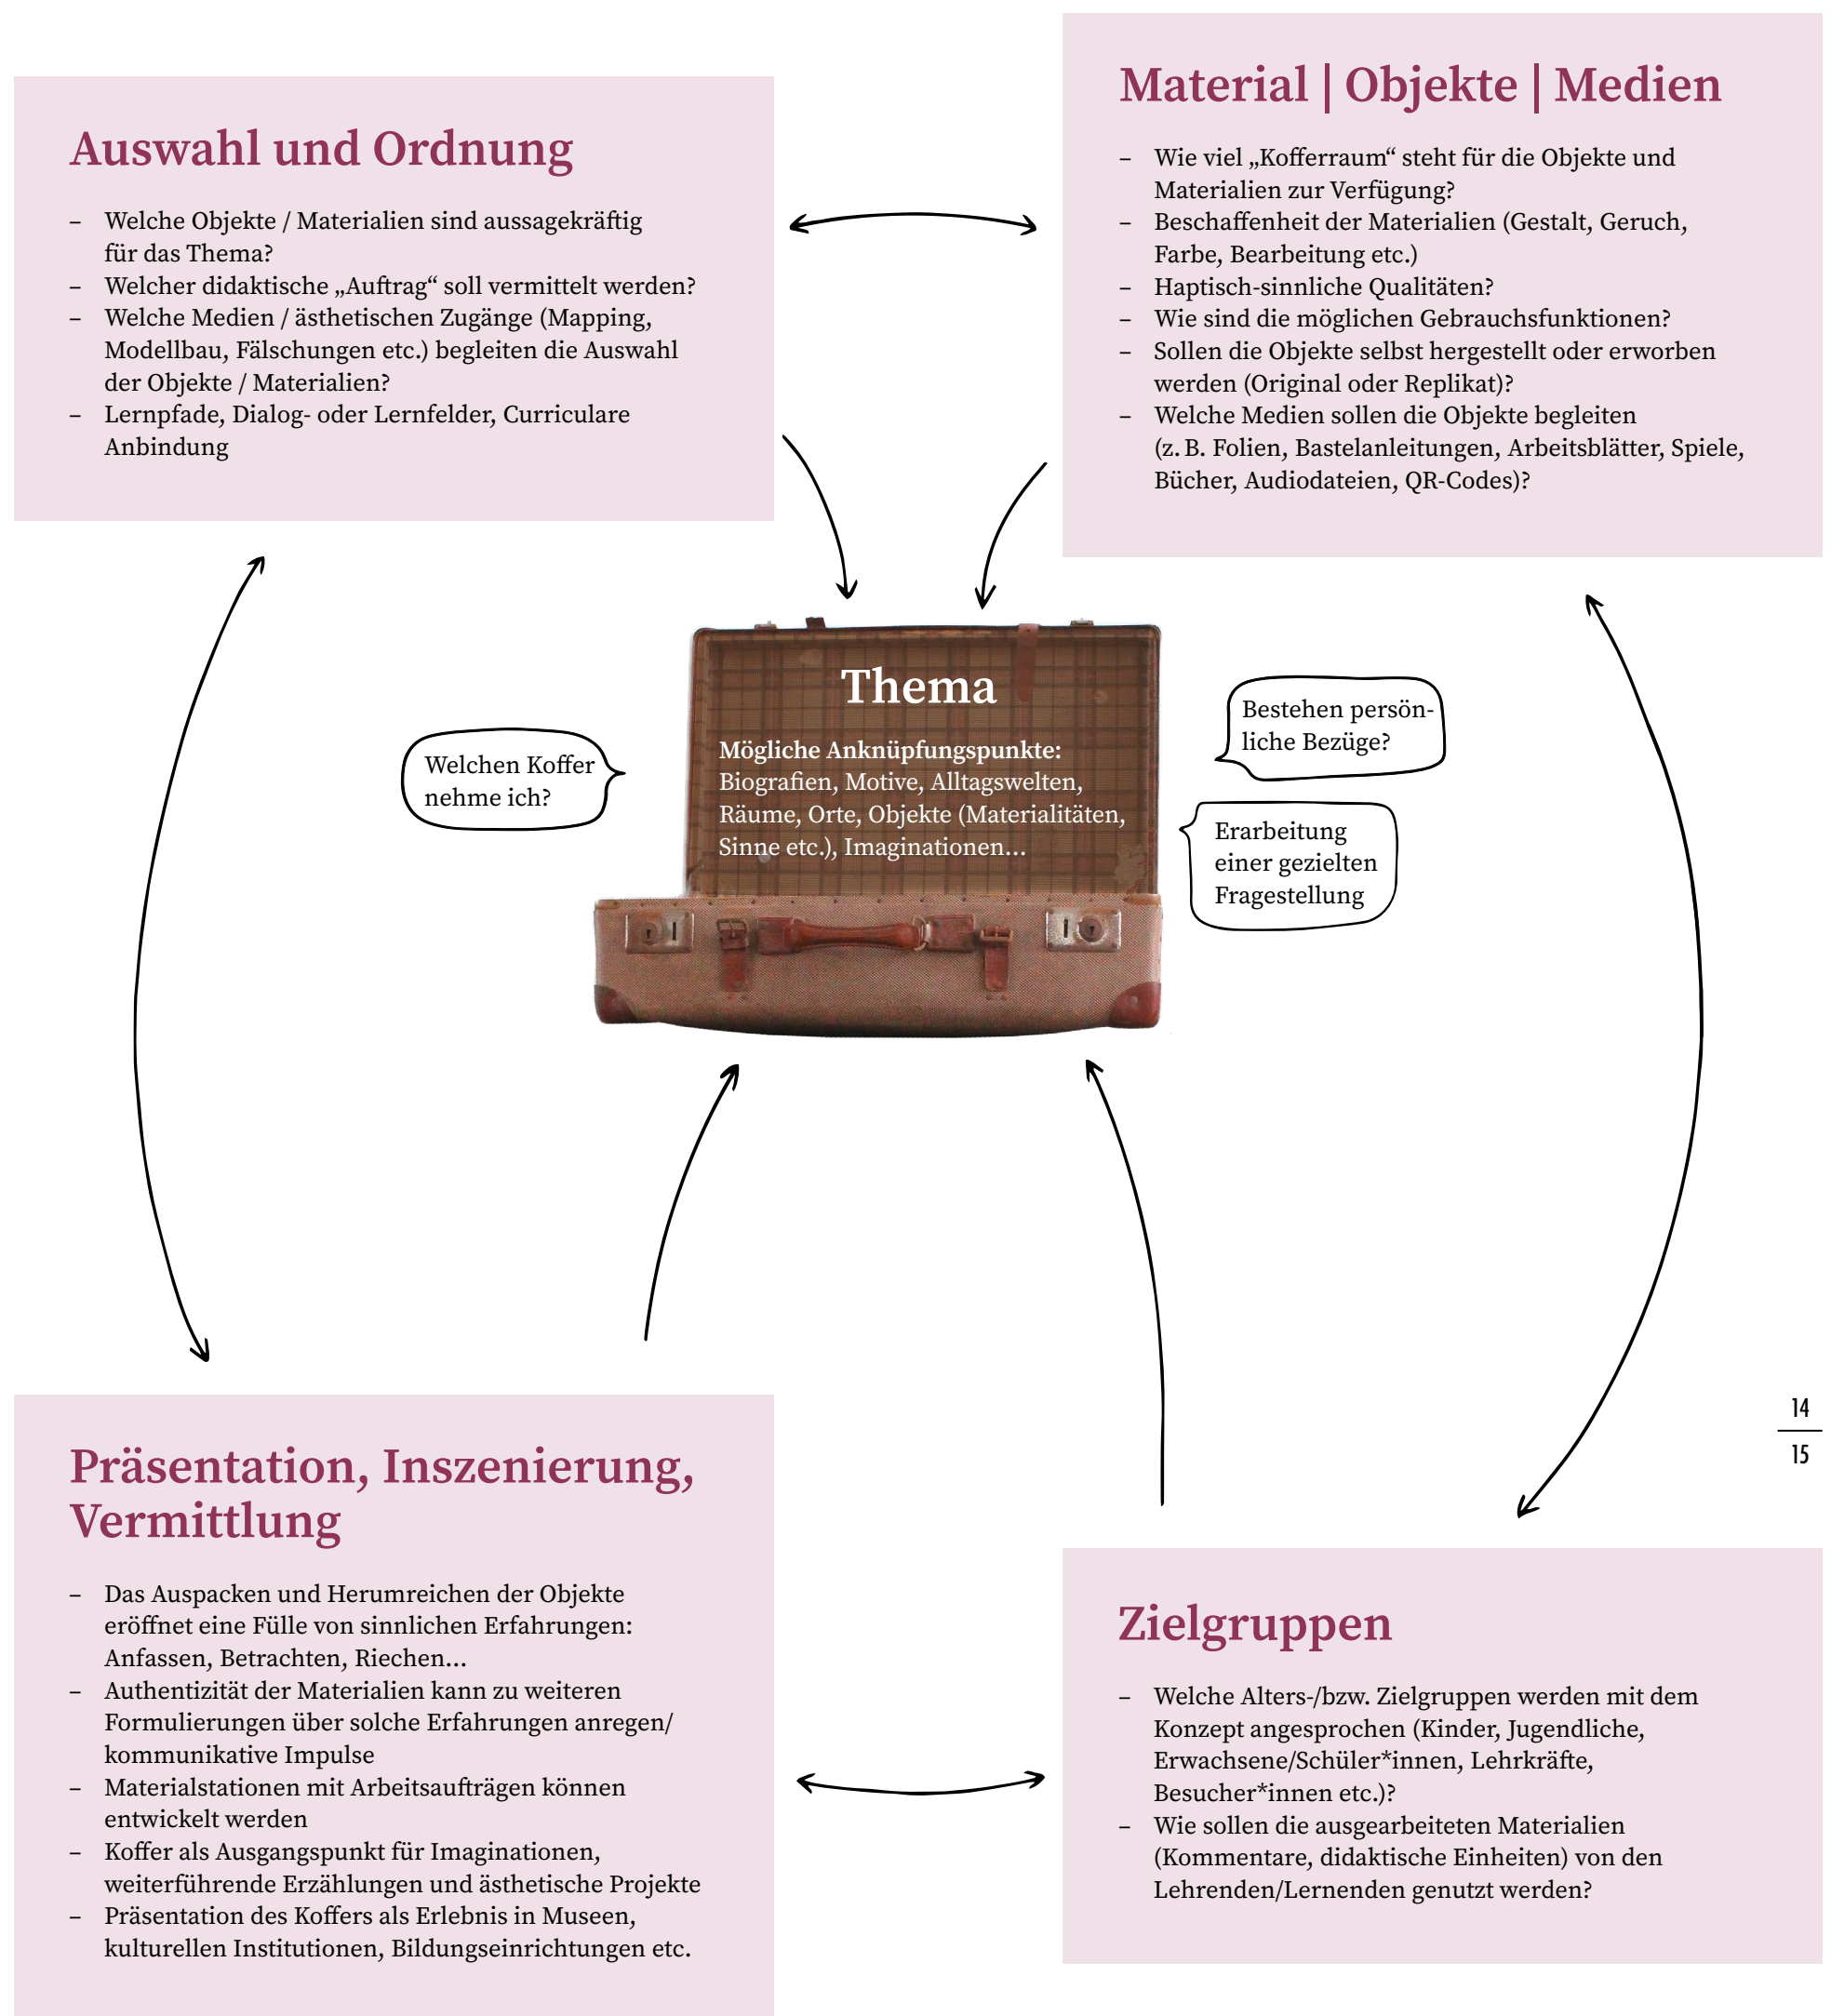 Auswahl und Ordnung
– Welche Objekte / Materialien sind aussagekräftig
für das Thema?
– Welcher didaktische „Auftrag“ soll vermittelt werden?
– Welche Medien / ästhetischen Zugänge (Mapping,
Modellbau, Fälschungen etc.) begleiten die Auswahl
der Objekte / Materialien?
– Lernpfade, Dialog- oder Lernfelder, Curriculare
Anbindung
Material | Objekte | Medien
– Wie viel „Kofferraum“ steht für die Objekte und
Materialien zur Verfügung?
– Beschaffenheit der Materialien (Gestalt, Geruch,
Farbe, Bearbeitung etc.)
– Haptisch-sinnliche Qualitäten?
– Wie sind die möglichen Gebrauchsfunktionen?
– Sollen die Objekte selbst hergestellt oder erworben
werden (Original oder Replikat)?
– Welche Medien sollen die Objekte begleiten
(z. B. Folien, Bastelanleitungen, Arbeitsblätter, Spiele,
Bücher, Audiodateien, QR-Codes)?
Welchen Koffer
nehme ich?
Thema
Mögliche Anknüpfungspunkte:
Biografien, Motive, Alltagswelten,
Räume, Orte, Objekte (Materialitäten,
Sinne etc.), Imaginationen…
Bestehen persön-
liche Bezüge?
Erarbeitung
einer gezielten
Fragestellung
14
15
Präsentation, Inszenierung,
Vermittlung
– Das Auspacken und Herumreichen der Objekte
eröffnet eine Fülle von sinnlichen Erfahrungen:
Anfassen, Betrachten, Riechen…
– Authentizität der Materialien kann zu weiteren
Formulierungen über solche Erfahrungen anregen/
kommunikative Impulse
– Materialstationen mit Arbeitsaufträgen können
entwickelt werden
– Koffer als Ausgangspunkt für Imaginationen,
weiterführende Erzählungen und ästhetische Projekte
– Präsentation des Koffers als Erlebnis in Museen,
kulturellen Institutionen, Bildungseinrichtungen etc.
Zielgruppen
– Welche Alters-/bzw. Zielgruppen werden mit dem
Konzept angesprochen (Kinder, Jugendliche,
Erwachsene/Schüler*innen, Lehrkräfte,
Besucher*innen etc.)?
– Wie sollen die ausgearbeiteten Materialien
(Kommentare, didaktische Einheiten) von den
Lehrenden/Lernenden genutzt werden?